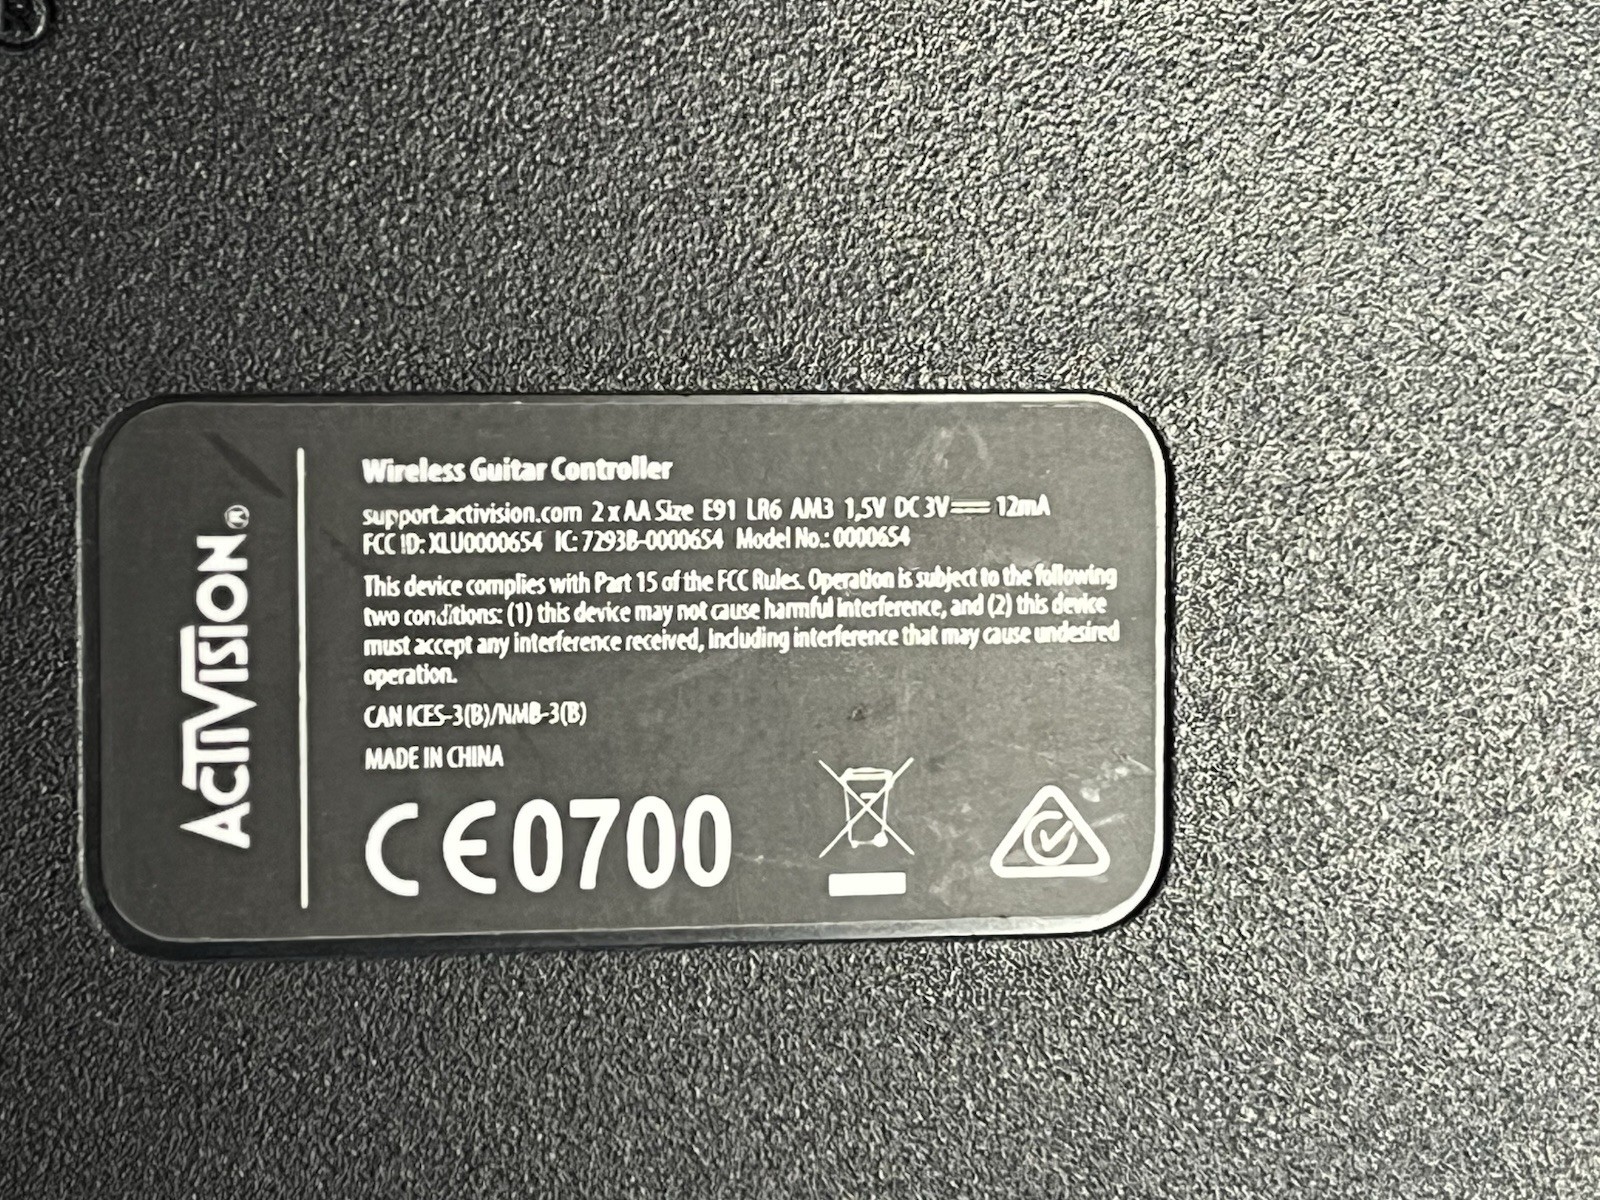 ACTIVISION®
Wireless Guitar Controller
support.activision.com 2 x AA Size E91 LR6 AM3 1,5V DC 3V⎓12mA
FCC ID: XLU0000654 IC: 7293B-0000654 Model No.: 0000654
This device complies with Part 15 of the FCC Rules. Operation is subject to the following
two conditions: (1) this device may not cause harmful interference, and (2) this device
must accept any interference received, including interference that may cause undesired
operation.
CAN ICES-3(B)/NMB-3(B)
MADE IN CHINA
CE0700